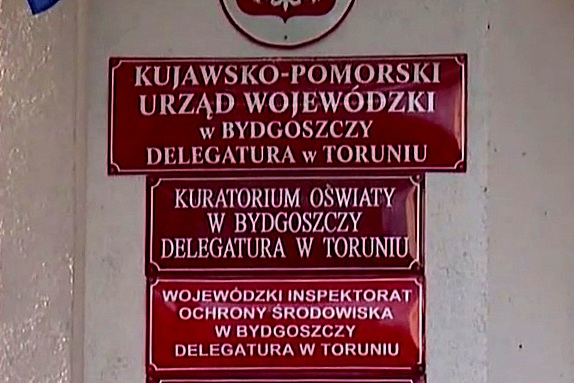 KUJAWSKO-POMORSKI
URZĄD WOJEWÓDZKI
w BYDGOSZCZY
DELEGATURA w TORUNIU
KURATORIUM OŚWIATY
W BYDGOSZCZY
DELEGATURA W TORUNIU
WOJEWÓDZKI INSPEKTORAT
OCHRONY ŚRODOWISKA
W BYDGOSZCZY
DELEGATURA W TORUNIU